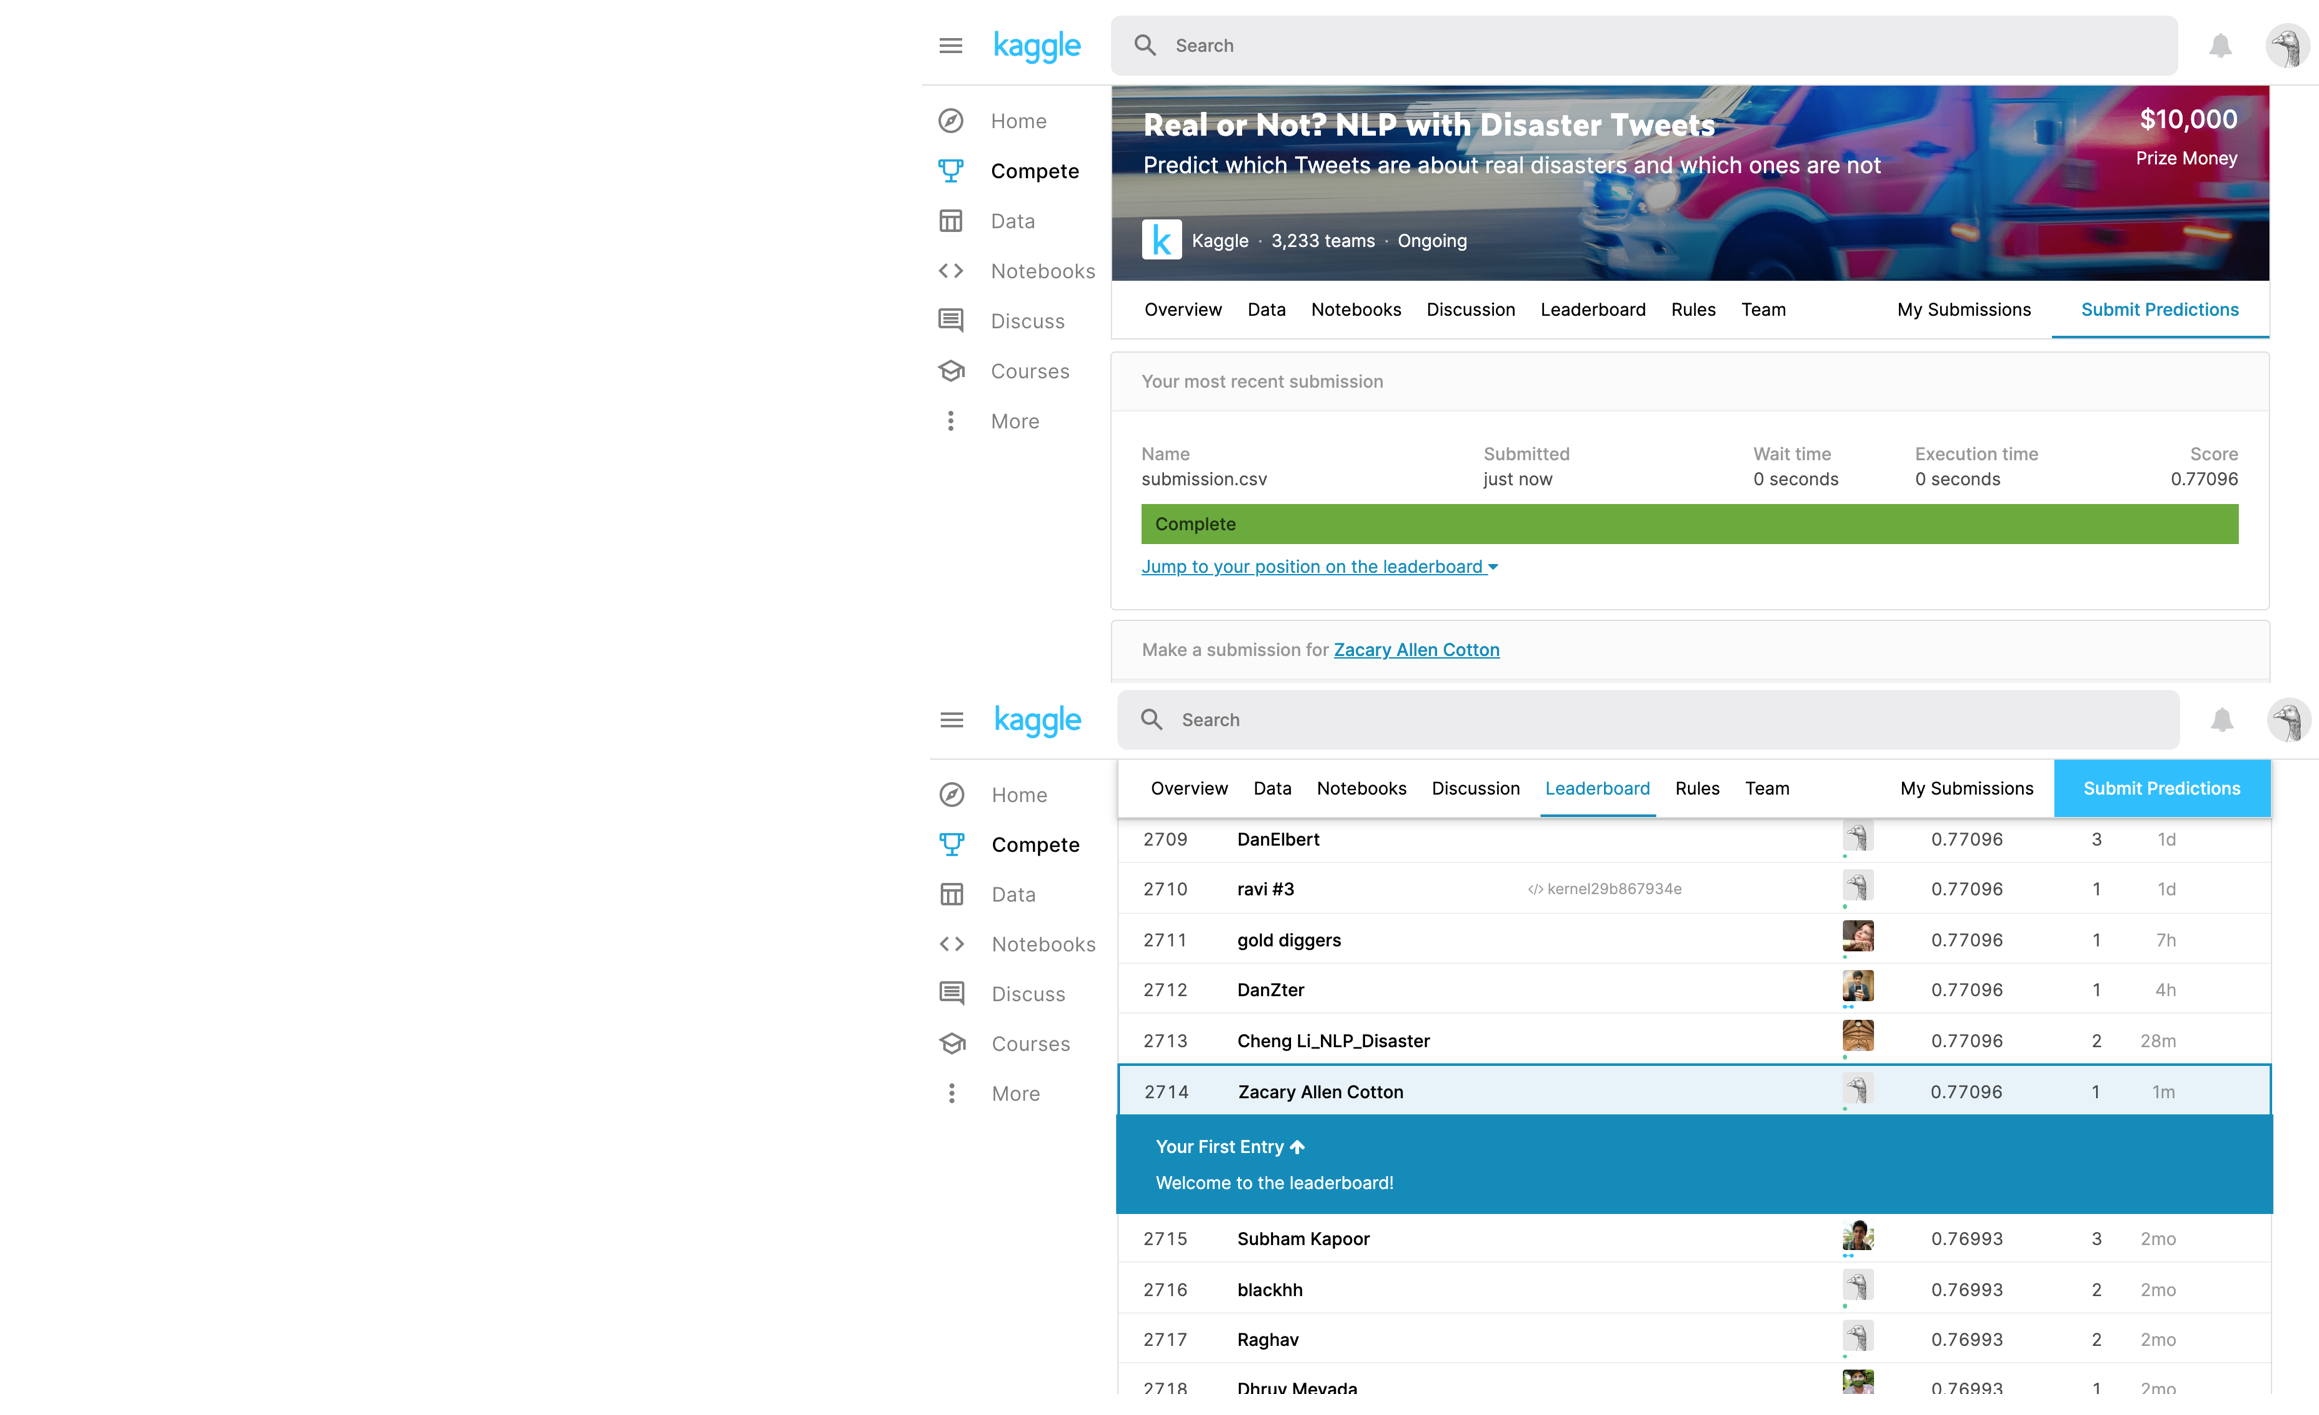 kaggle
Search
Home
Compete
Data
Notebooks
Discuss
Courses
More
Real or Not? NLP with Disaster Tweets
Predict which Tweets are about real disasters and which ones are not
$10,000
Prize Money
k Kaggle · 3,233 teams · Ongoing
Overview Data Notebooks Discussion Leaderboard Rules Team My Submissions Submit Predictions
Your most recent submission
Name Submitted Wait time Execution time Score
submission.csv just now 0 seconds 0 seconds 0.77096
Complete
Jump to your position on the leaderboard
Make a submission for Zacary Allen Cotton
kaggle
Search
Home
Compete
Data
Notebooks
Discuss
Courses
More
Overview Data Notebooks Discussion Leaderboard Rules Team My Submissions Submit Predictions
2709 DanElbert 0.77096 3 1d
2710 ravi #3 </> kernel29b867934e 0.77096 1 1d
2711 gold diggers 0.77096 1 7h
2712 DanZter 0.77096 1 4h
2713 Cheng Li_NLP_Disaster 0.77096 2 28m
2714 Zacary Allen Cotton 0.77096 1 1m
Your First Entry
Welcome to the leaderboard!
2715 Subham Kapoor 0.76993 3 2mo
2716 blackhh 0.76993 2 2mo
2717 Raghav 0.76993 2 2mo
2718 Dhruv Mevada 0.76993 1 2mo